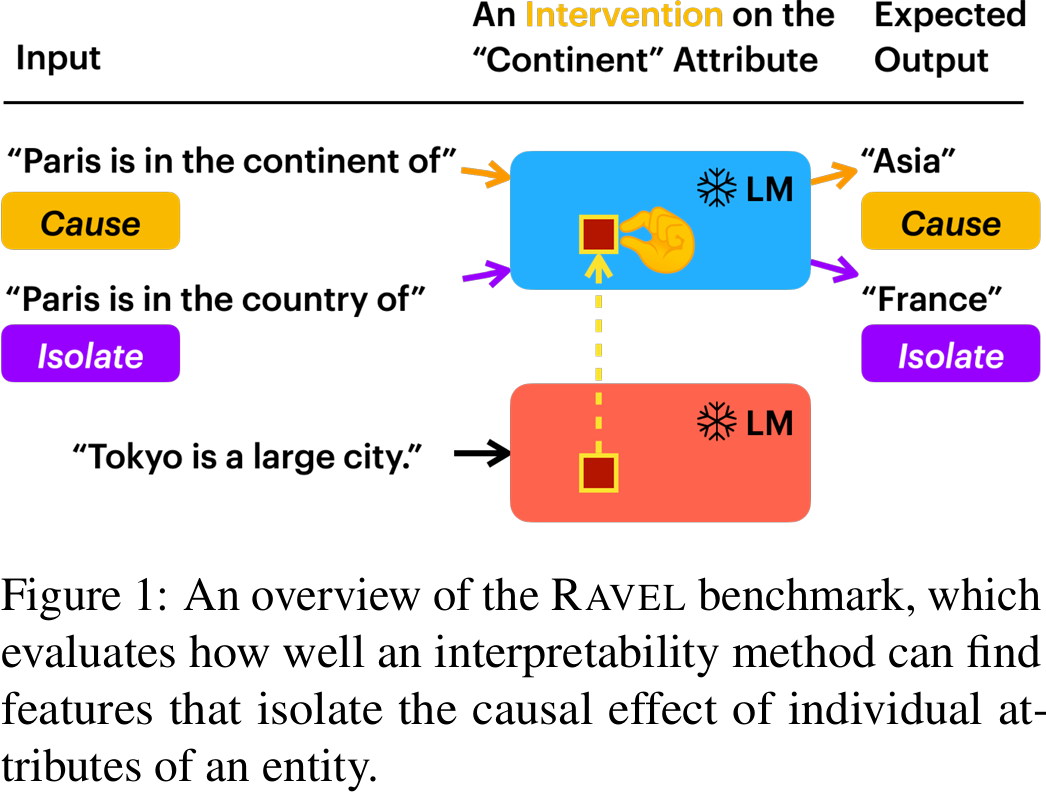 Input
An Intervention on the
“Continent” Attribute
Expected
Output
“Paris is in the continent of”
Cause
LM
“Asia”
Cause
“Paris is in the country of”
Isolate
“France”
Isolate
“Tokyo is a large city.”
LM
Figure 1: An overview of the RAVEL benchmark, which
evaluates how well an interpretability method can find
features that isolate the causal effect of individual at-
tributes of an entity.